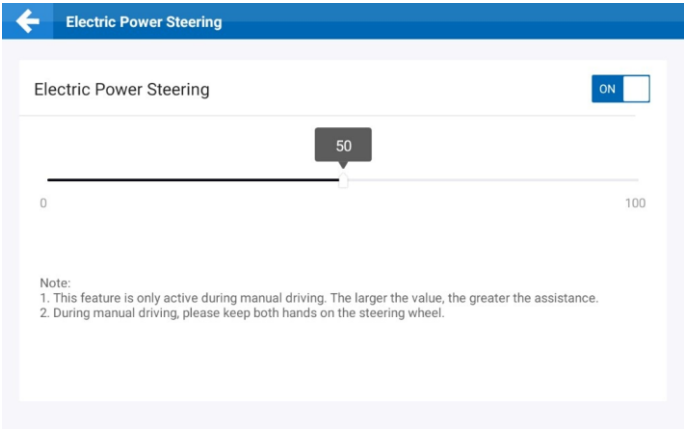 Electric Power Steering
Electric Power Steering
ON
50
0
100
Note:
1. This feature is only active during manual driving. The larger the value, the greater the assistance.
2. During manual driving, please keep both hands on the steering wheel.